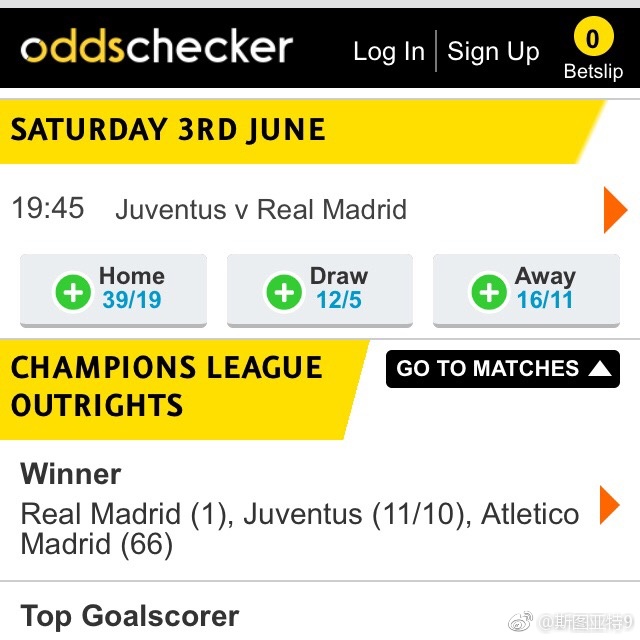 oddschecker
Log In | Sign Up
0
Betslip
SATURDAY 3RD JUNE
19:45 Juventus v Real Madrid
Home
39/19
Draw
12/5
Away
16/11
CHAMPIONS LEAGUE
OUTRIGHTS
GO TO MATCHES
Winner
Real Madrid (1), Juventus (11/10), Atletico
Madrid (66)
Top Goalscorer